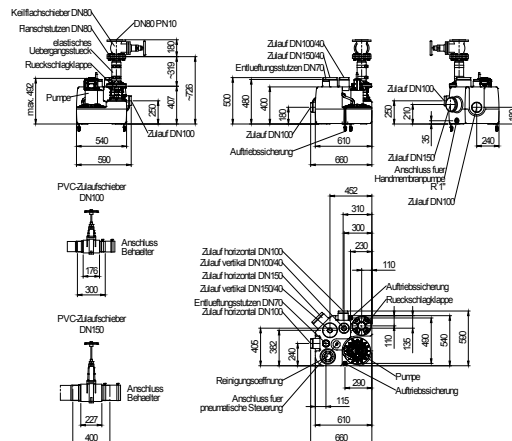 Keilflachschieber DN80
Flanschstutzen DN80
elastisches
Uebergangsstueck
Rueckschlagklappe
Pumpe
DN80 PN10
180
~319
~726
407
max. 492
250
540
590
Zulauf DN100
Zulauf DN100/40
Zulauf DN150/40
Entlueftungsstutzen DN70
500
480
400
180
Zulauf DN100
Auftriebssicherung
610
660
Zulauf DN100
250
210
35
180
240
Zulauf DN150
Anschluss fuer
Handmembranpumpe
R 1"
Zulauf DN100
PVC-Zulaufschieber
DN100
Anschluss
Behaelter
176
300
PVC-Zulaufschieber
DN150
Anschluss
Behaelter
227
400
452
310
300
230
110
Zulauf horizontal DN100
Zulauf vertikal DN100/40
Zulauf horizontal DN150
Zulauf vertikal DN150/40
Entlueftungsstutzen DN70
Zulauf horizontal DN100
Auftriebssicherung
Rueckschlagklappe
405
382
240
110
135
490
540
590
Reinigungsoeffnung
Anschluss fuer
pneumatische Steuerung
Pumpe
Auftriebssicherung
290
115
610
660